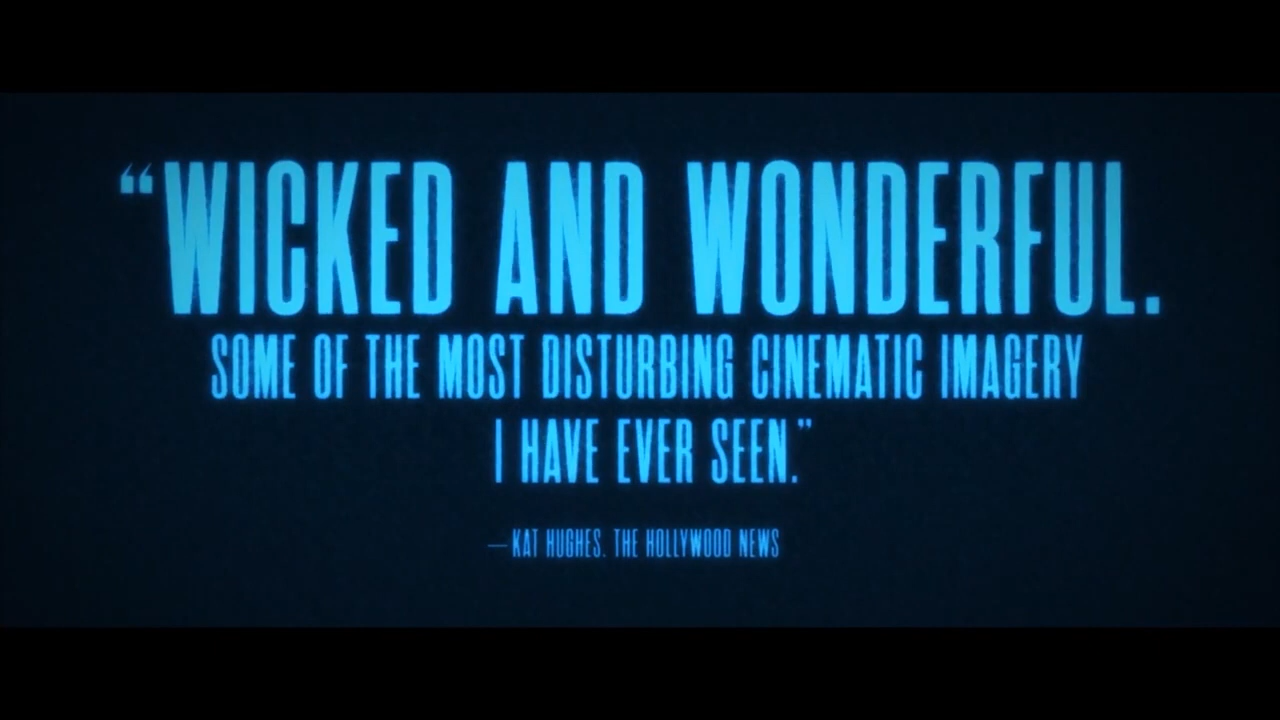 “WICKED AND WONDERFUL.
SOME OF THE MOST DISTURBING CINEMATIC IMAGERY
I HAVE EVER SEEN.”
—KAT HUGHES, THE HOLLYWOOD NEWS